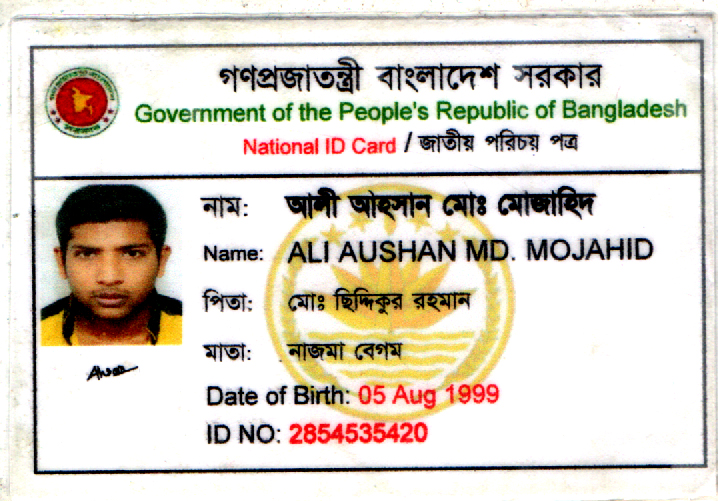 গণপ্রজাতন্ত্রী বাংলাদেশ সরকার
Government of the People's Republic of Bangladesh
National ID Card / জাতীয় পরিচয় পত্র
নাম: আলী আহসান মোঃ মোজাহিদ
Name: ALI AUSHAN MD. MOJAHID
পিতা: মোঃ ছিদ্দিকুর রহমান
মাতা: নাজমা বেগম
Date of Birth: 05 Aug 1999
ID NO: 2854535420